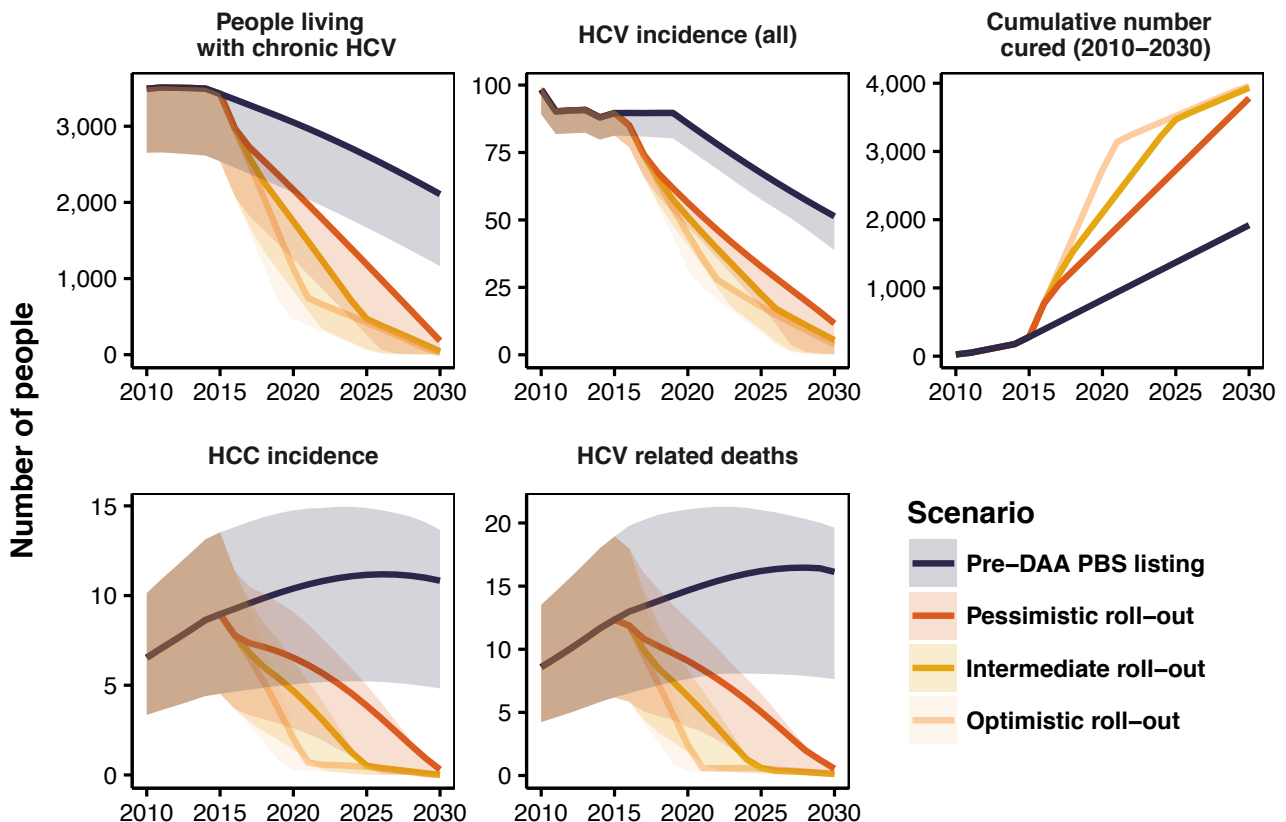 People living
with chronic HCV
HCV incidence (all)
Cumulative number
cured (2010–2030)
Number of people
3,000
2,000
1,000
0
2010 2015 2020 2025 2030
100
75
50
25
0
2010 2015 2020 2025 2030
4,000
3,000
2,000
1,000
0
2010 2015 2020 2025 2030
HCC incidence
15
10
5
0
2010 2015 2020 2025 2030
HCV related deaths
20
15
10
5
0
2010 2015 2020 2025 2030
Scenario
Pre–DAA PBS listing
Pessimistic roll–out
Intermediate roll–out
Optimistic roll–out